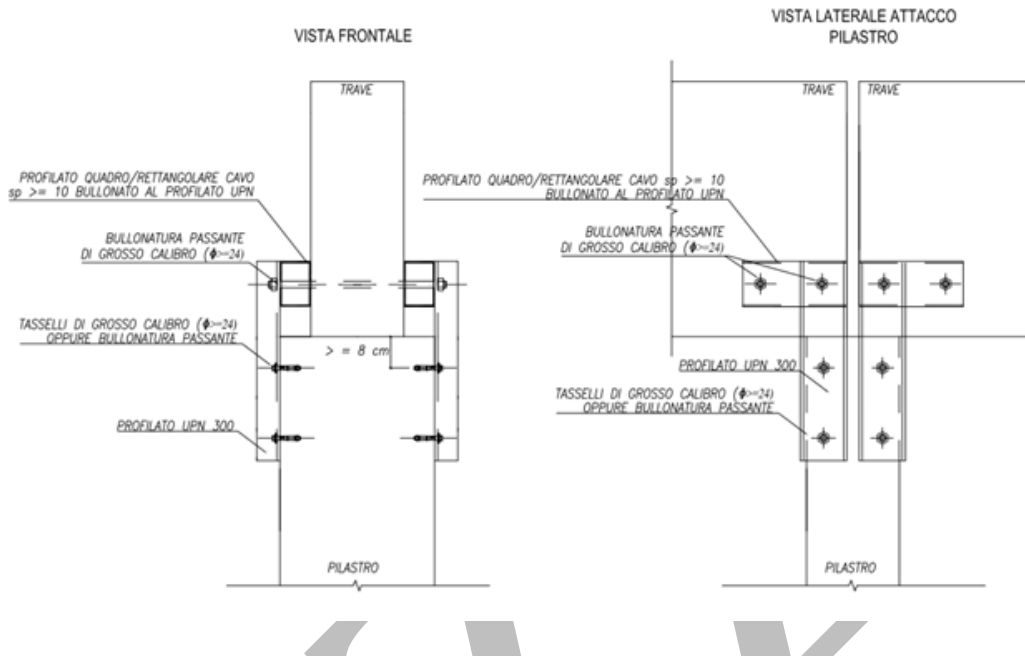 VISTA FRONTALE
TRAVE
PROFILATO QUADRO/RETTANGOLARE CAVO
sp >= 10 BULLONATO AL PROFILATO UPN
BULLONATURA PASSANTE
DI GROSSO CALIBRO (ϕ>=24)
TASSELLI DI GROSSO CALIBRO (ϕ>=24)
OPPURE BULLONATURA PASSANTE
> = 8 cm
PROFILATO UPN 300
PILASTRO
VISTA LATERALE ATTACCO
PILASTRO
TRAVE
TRAVE
PROFILATO QUADRO/RETTANGOLARE CAVO sp >= 10
BULLONATO AL PROFILATO UPN
BULLONATURA PASSANTE
DI GROSSO CALIBRO (ϕ>=24)
PROFILATO UPN 300
TASSELLI DI GROSSO CALIBRO (ϕ>=24)
OPPURE BULLONATURA PASSANTE
PILASTRO